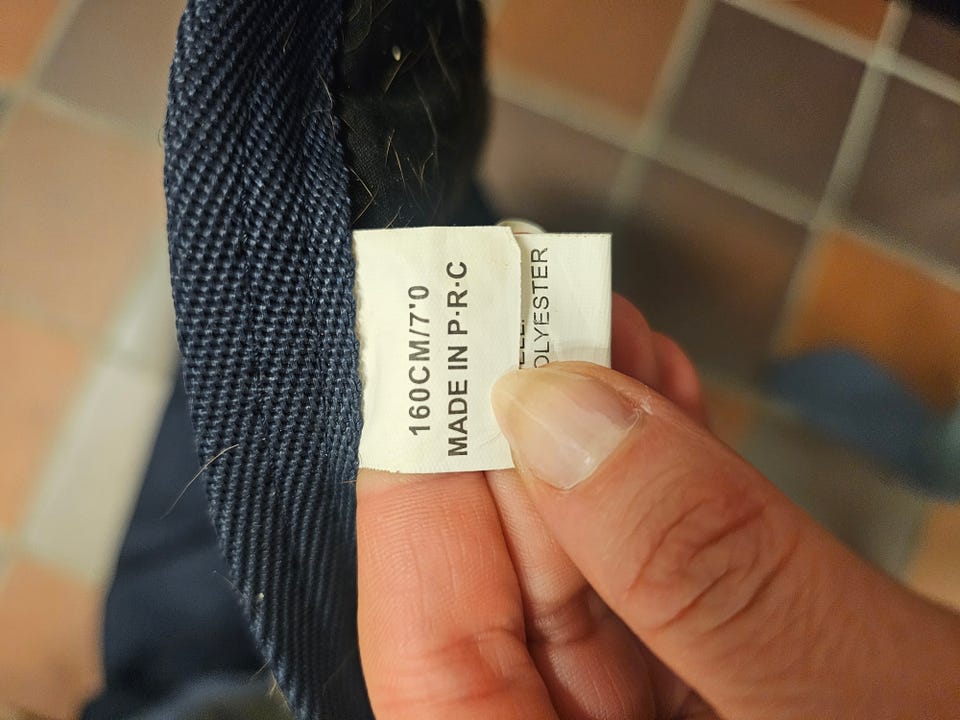 160CM/7'0
MADE IN P·R·C
OLYESTER